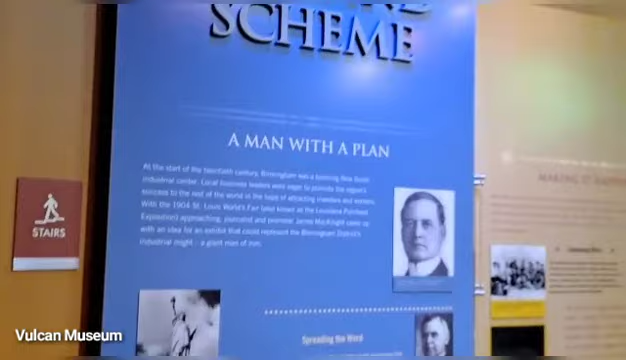 SCHEME
A MAN WITH A PLAN
At the start of the twentieth century, Birmingham was a booming New South
industrial center. Local business leaders were eager to promote the region's
success to the rest of the world in the hope of attracting investors and workers.
With the 1904 St. Louis World's Fair (also known as the Louisiana Purchase
Exposition) approaching, journalist and promoter James MacKnight came up
with an idea for an exhibit that could represent the Birmingham District's
industrial might - a giant man of iron.
STAIRS
Spreading the Word
Vulcan Museum